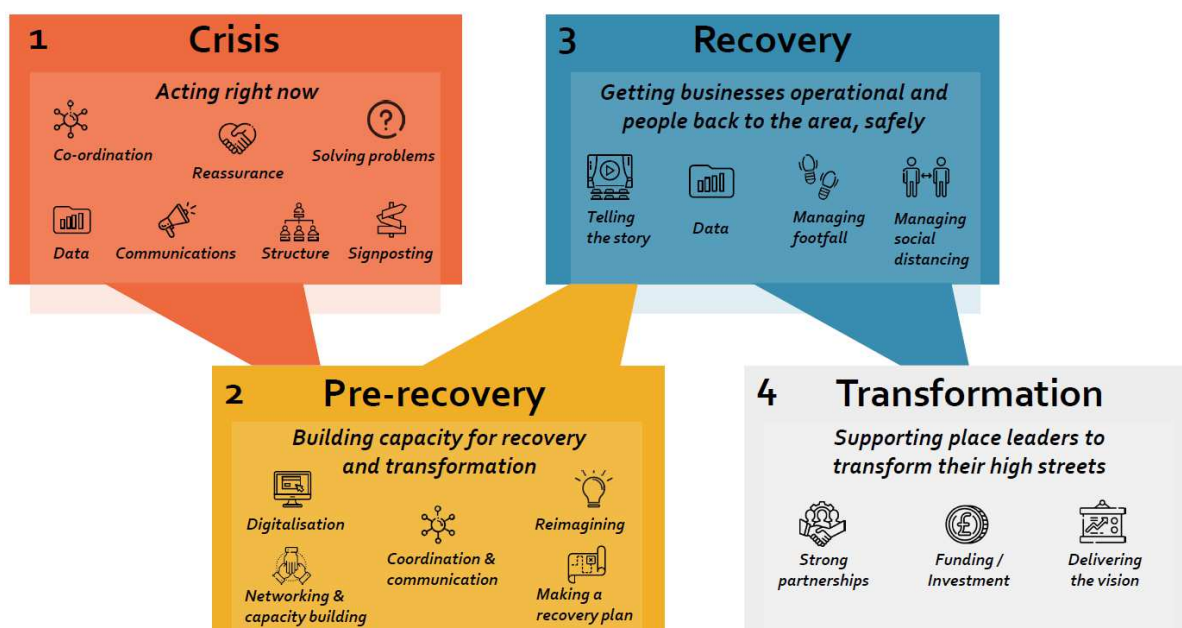 1 Crisis
Acting right now
Co-ordination
Reassurance
Solving problems
Data
Communications
Structure
Signposting
2 Pre-recovery
Building capacity for recovery
and transformation
Digitalisation
Coordination &
communication
Reimagining
Networking &
capacity building
Making a
recovery plan
3 Recovery
Getting businesses operational and
people back to the area, safely
Telling
the story
Data
Managing
footfall
Managing
social
distancing
4 Transformation
Supporting place leaders to
transform their high streets
Strong
partnerships
Funding /
Investment
Delivering
the vision